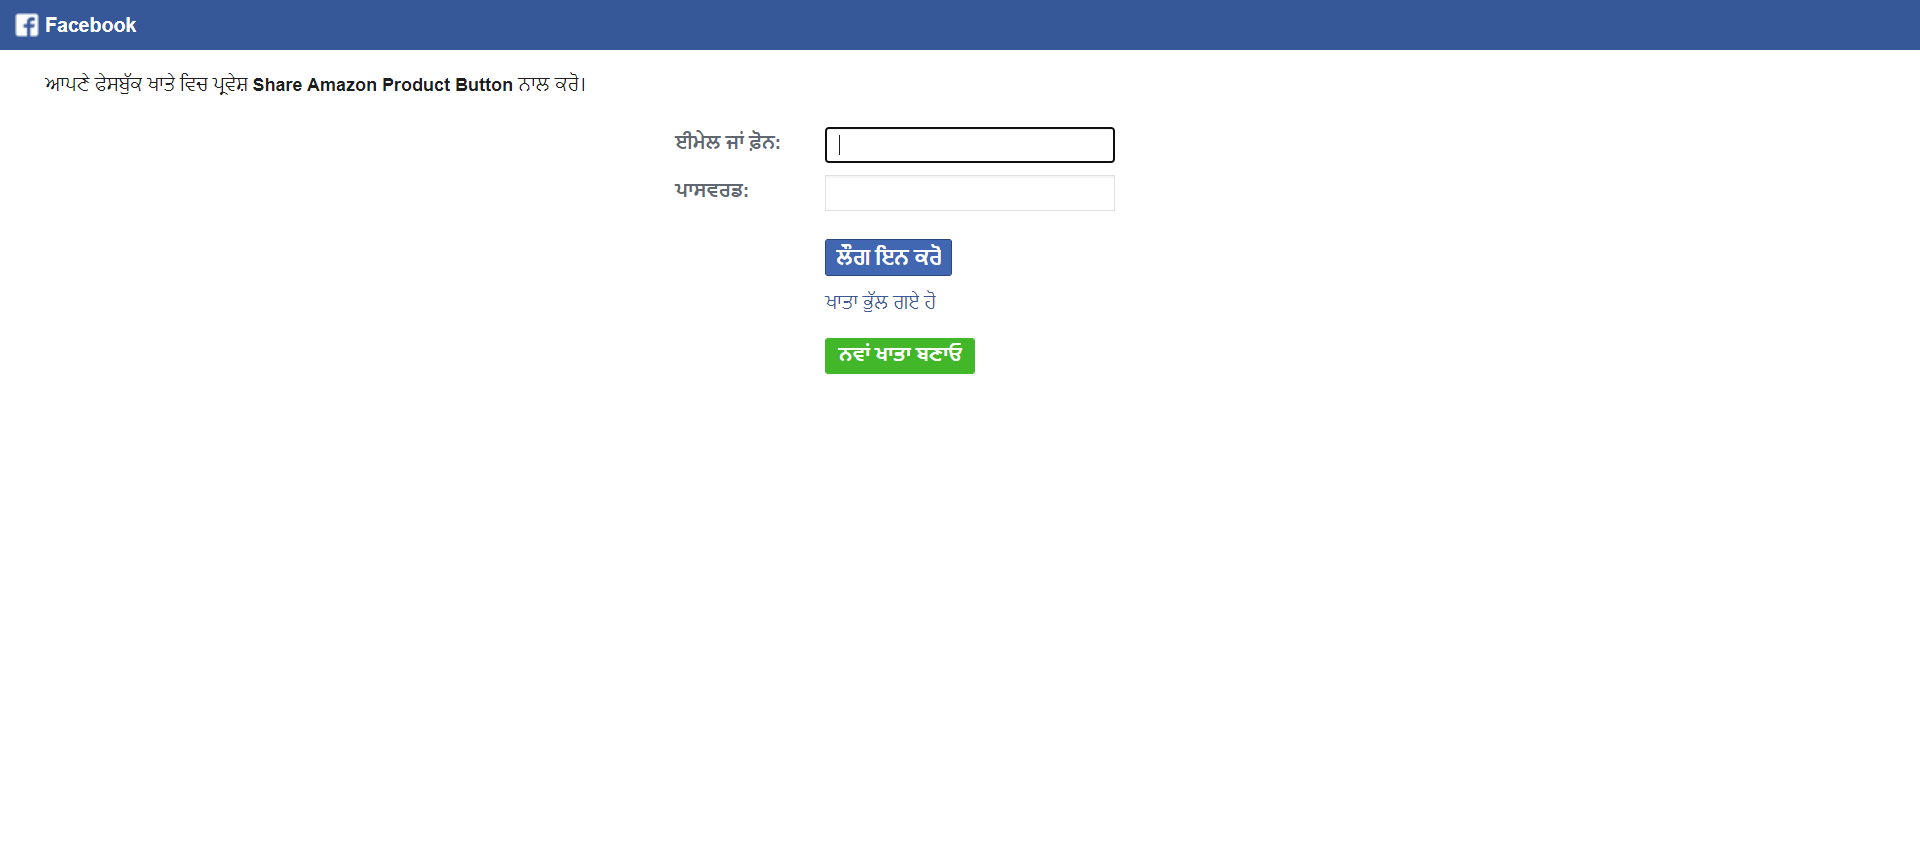 Facebook
ਆਪਣੇ ਫੇਸਬੁੱਕ ਖਾਤੇ ਵਿਚ ਪ੍ਰਵੇਸ਼ Share Amazon Product Button ਨਾਲ ਕਰੋ।
ਈਮੇਲ ਜਾਂ ਫ਼ੋਨ:
ਪਾਸਵਰਡ:
ਲੌਗ ਇਨ ਕਰੋ
ਖਾਤਾ ਭੁੱਲ ਗਏ ਹੋ
ਨਵਾਂ ਖਾਤਾ ਬਣਾਓ